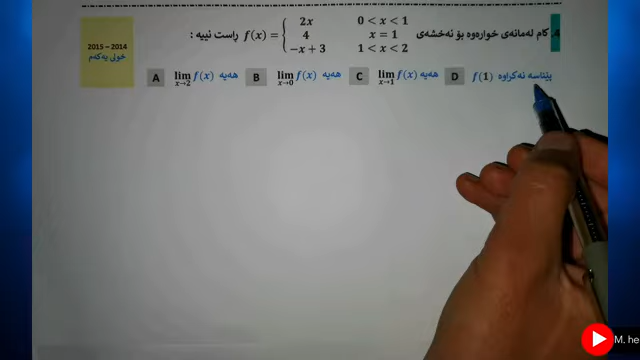 2014 – 2015
خولی یەکەم
4. کام لەمانەی خوارەوە بۆ نەخشەی f(x) = { 2x 0 < x < 1 ; 4 x = 1 ; −x + 3 1 < x < 2 راست نییە :
A lim x→2 f(x) هەیە B lim x→0 f(x) هەیە C lim x→1 f(x) هەیە D f(1) پێناسە نەکراوە
M. he